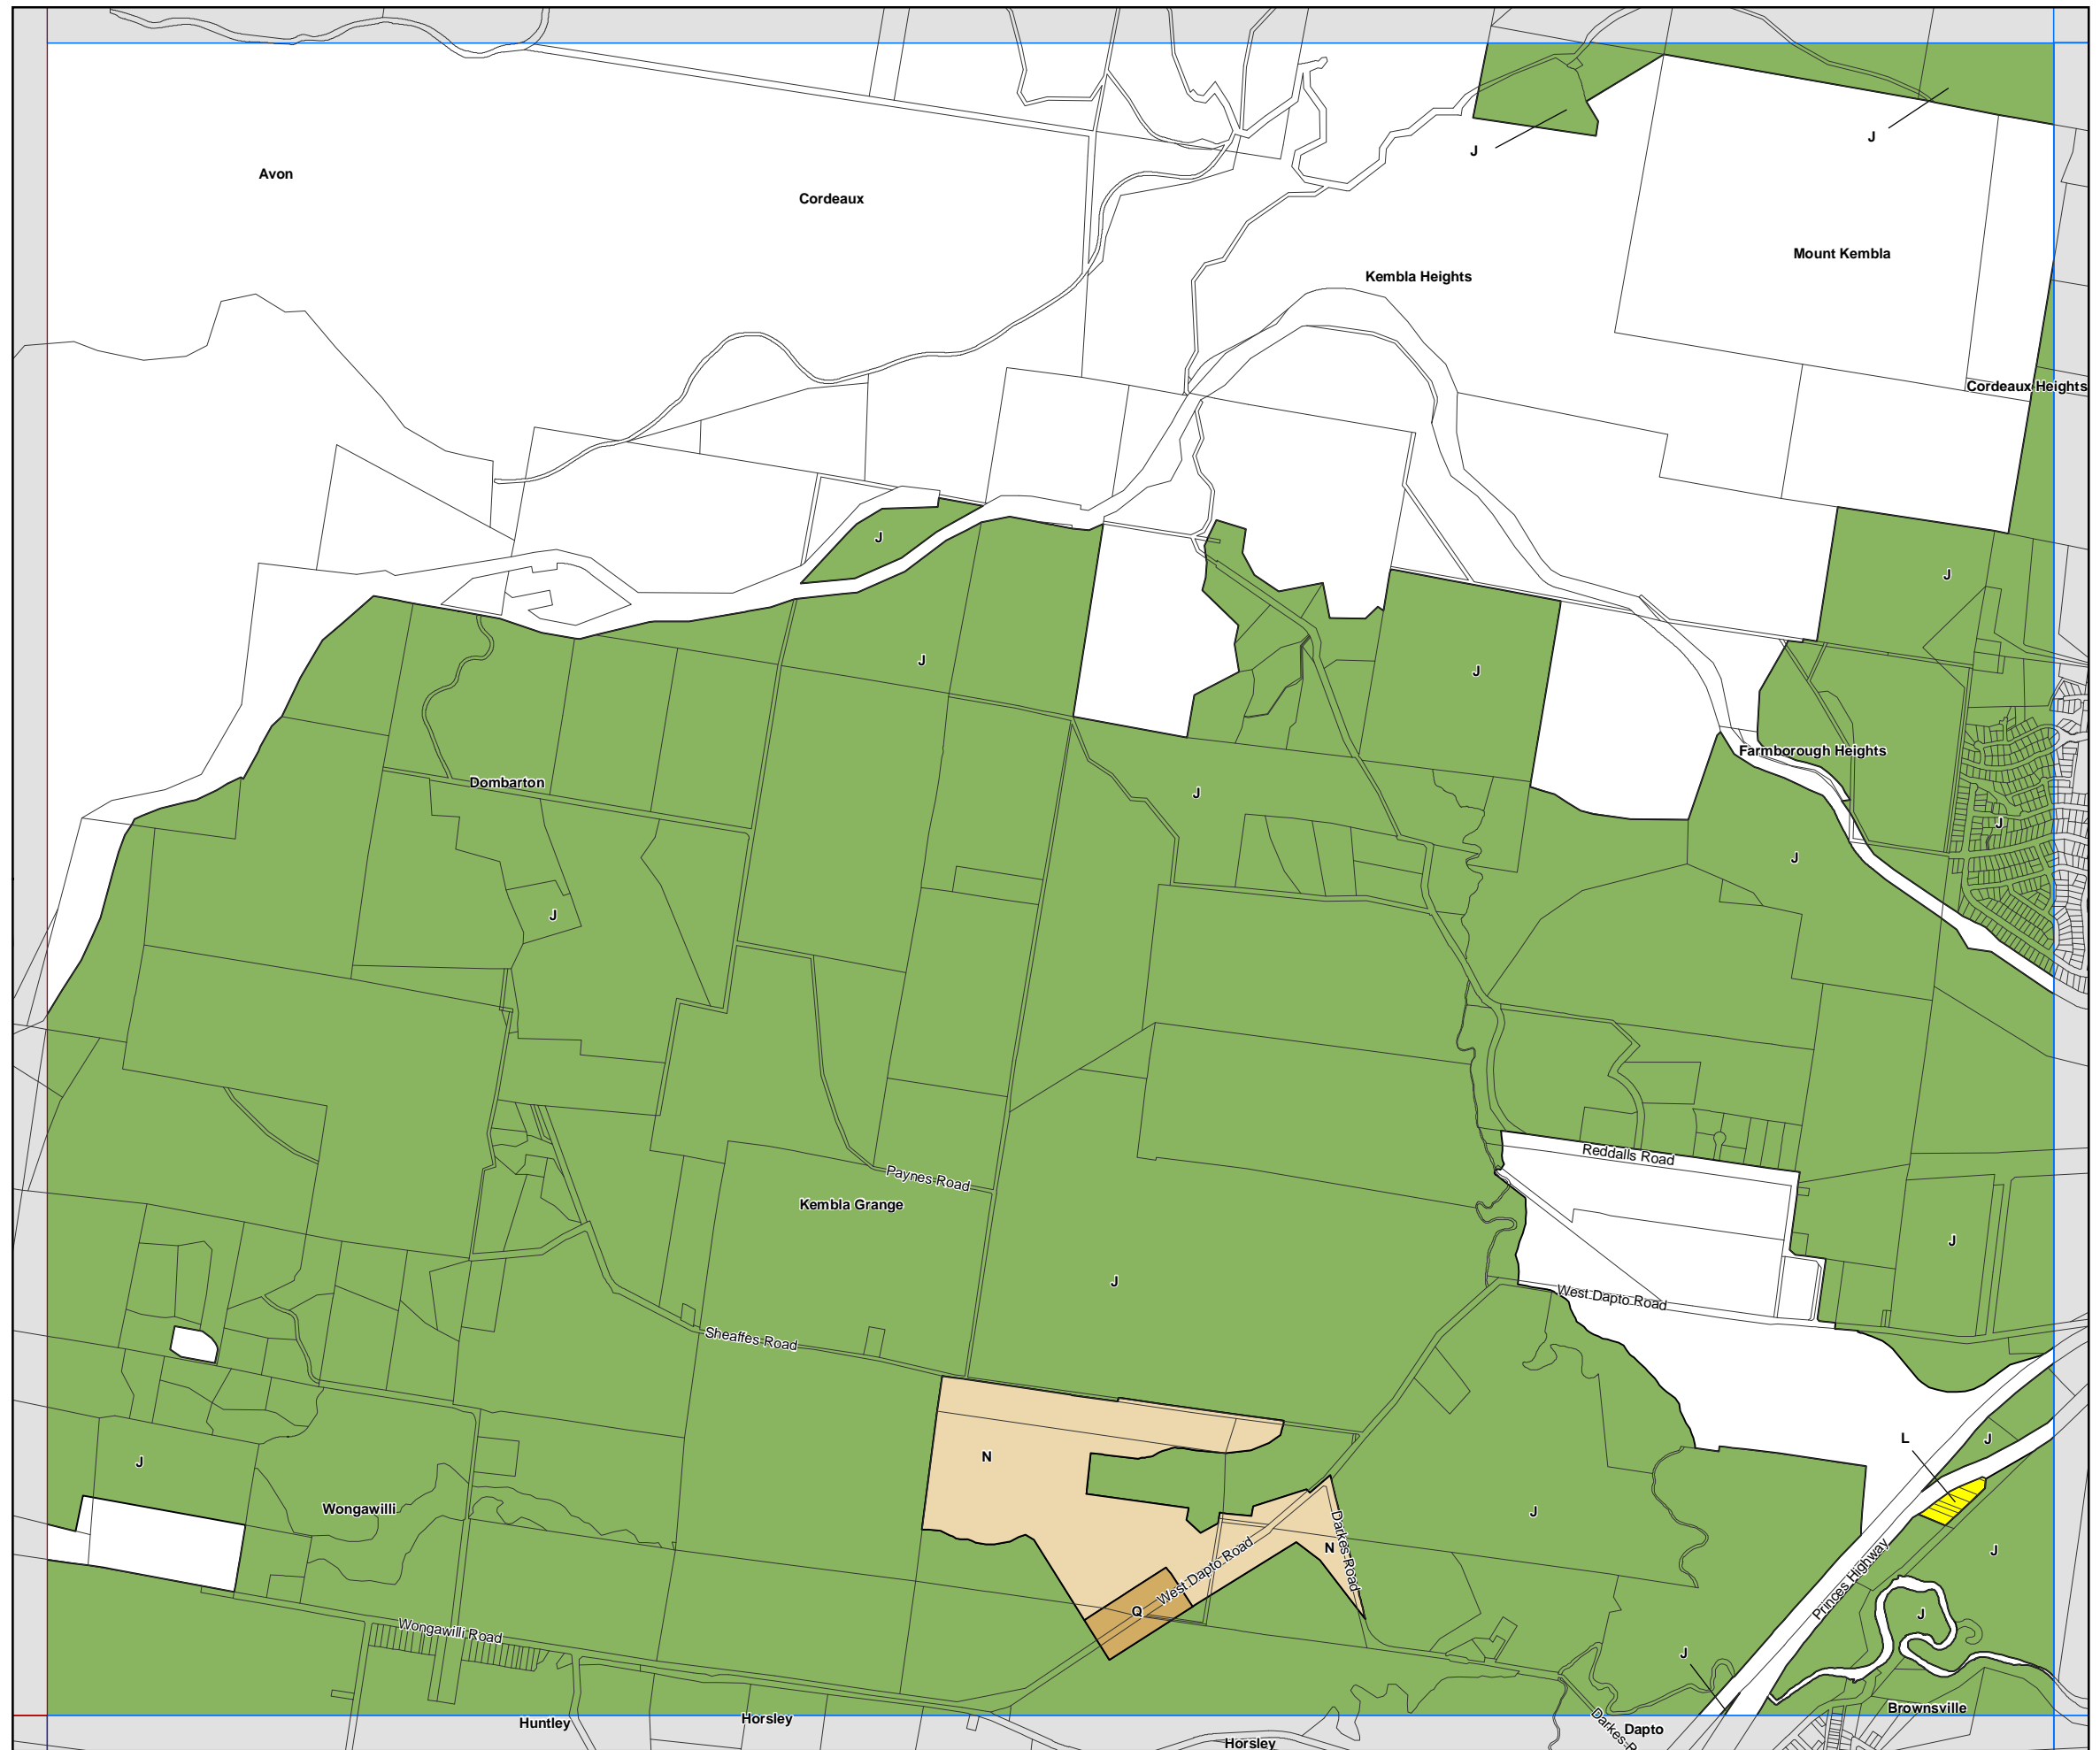 J
J
Avon
Cordeaux
Mount Kembla
Kembla Heights
Cordeaux Heights
J
J
J
J
Farmborough Heights
Dombarton
J
J
J
J
Reddalls Road
Paynes Road
Kembla Grange
J
J
West Dapto Road
Sheaffes Road
L
J
N
J
Wongawilli
J
Darkes Road
N
J
West Dapto Road
Princes Highway
Q
J
Wongawilli Road
J
Brownsville
Huntley
Horsley
Darkes R
Dapto
Horsley